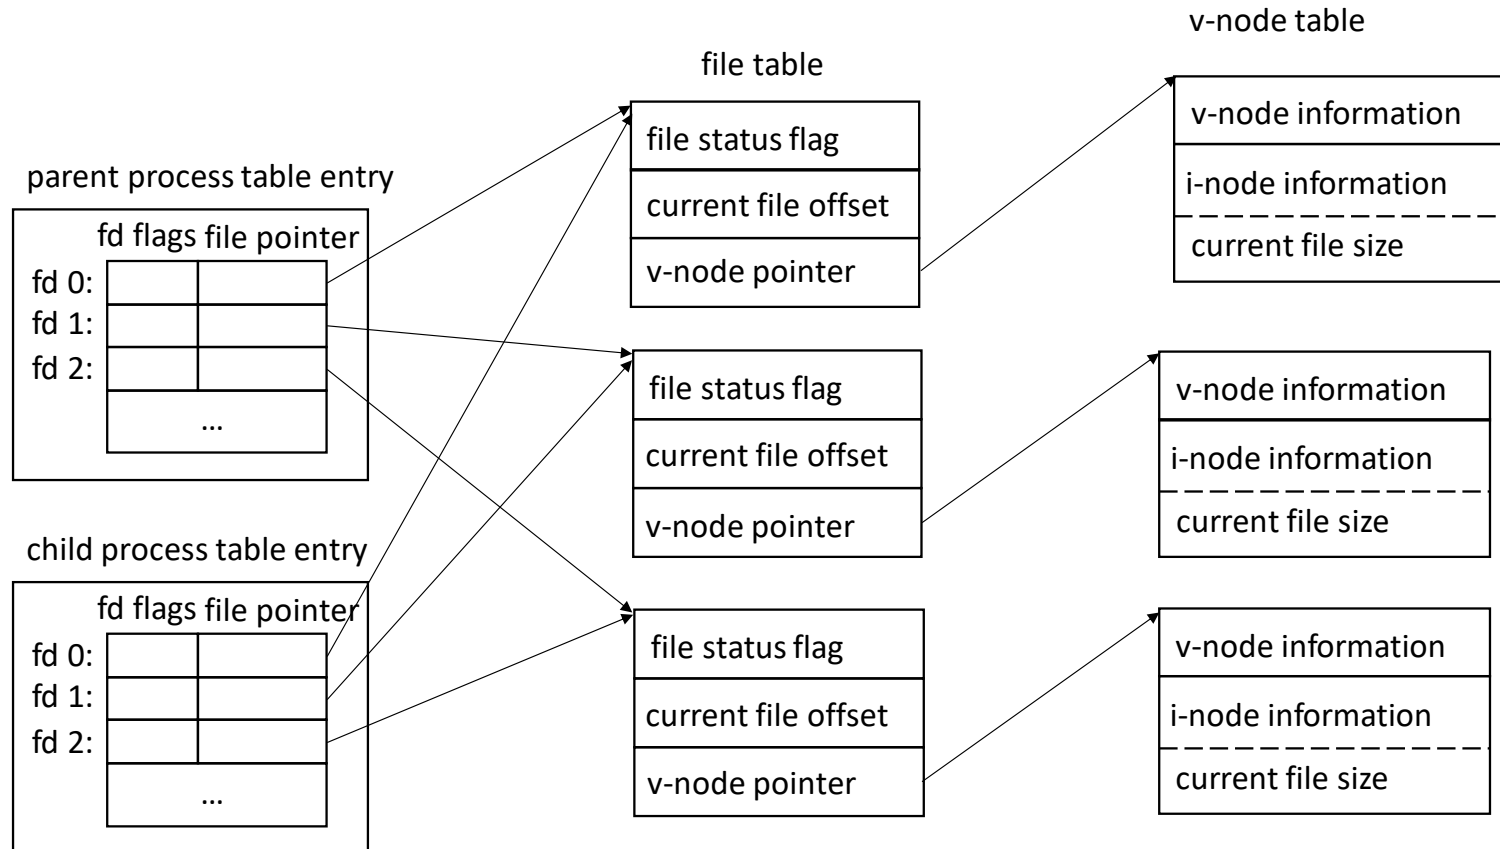 v-node table
file table
v-node information
file status flag
parent process table entry
i-node information
current file offset
fd flags file pointer
current file size
v-node pointer
fd 0:
fd 1:
fd 2:
...
file status flag
v-node information
current file offset
i-node information
v-node pointer
current file size
child process table entry
fd flags file pointer
fd 0:
fd 1:
fd 2:
...
file status flag
v-node information
current file offset
i-node information
v-node pointer
current file size